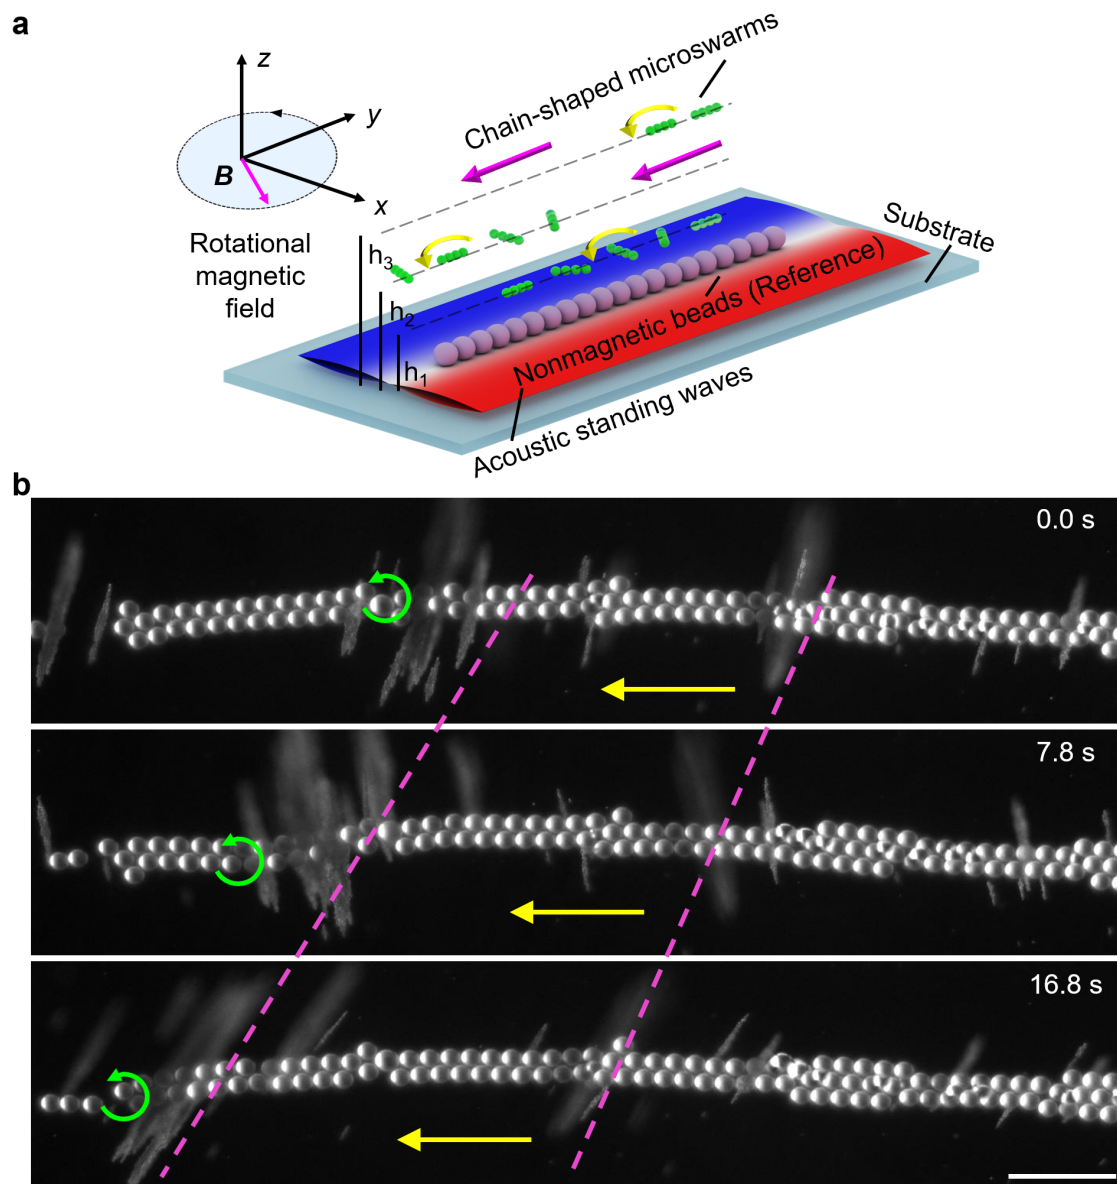 a
z
y
x
B
Rotational
magnetic
field
Chain-shaped microswarms
h3
h2
h1
Substrate
Nonmagnetic beads (Reference)
Acoustic standing waves
b
0.0 s
7.8 s
16.8 s